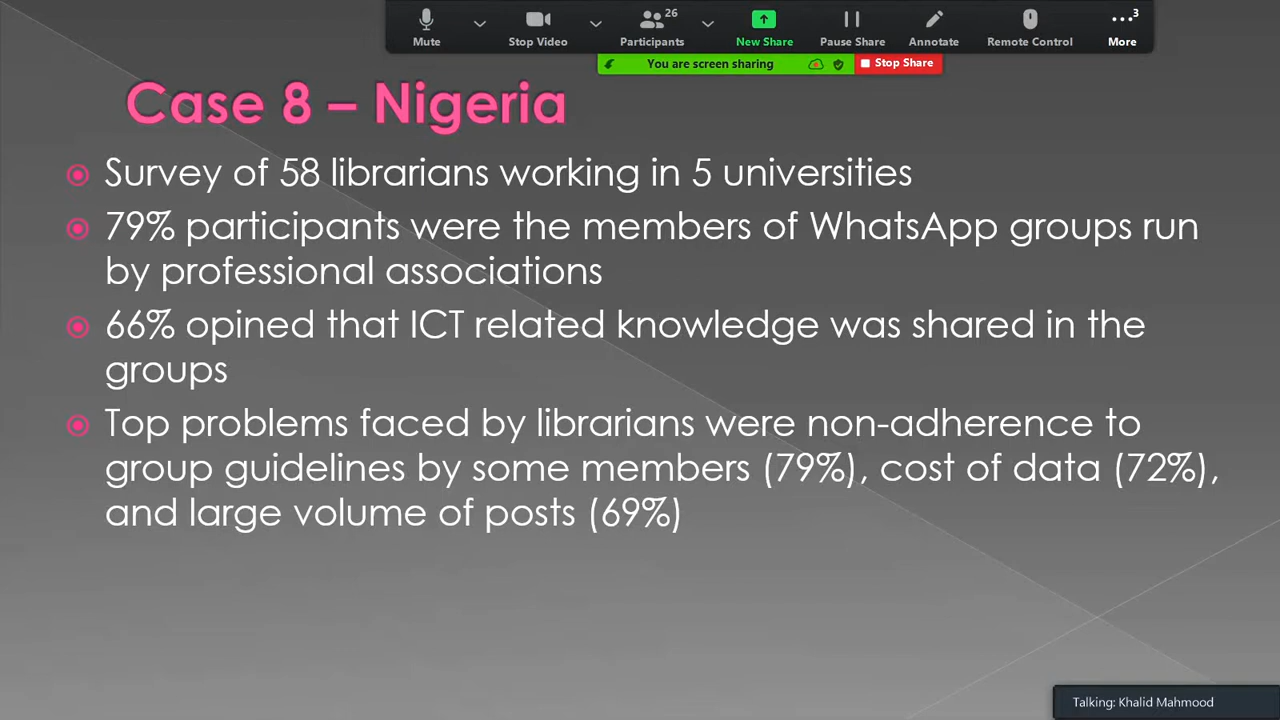 26
3
Mute
Stop Video
Participants
New Share
Pause Share
Annotate
Remote Control
More
You are screen sharing
Stop Share
Case 8 – Nigeria
Survey of 58 librarians working in 5 universities
79% participants were the members of WhatsApp groups run
by professional associations
66% opined that ICT related knowledge was shared in the
groups
Top problems faced by librarians were non-adherence to
group guidelines by some members (79%), cost of data (72%),
and large volume of posts (69%)
Talking: Khalid Mahmood